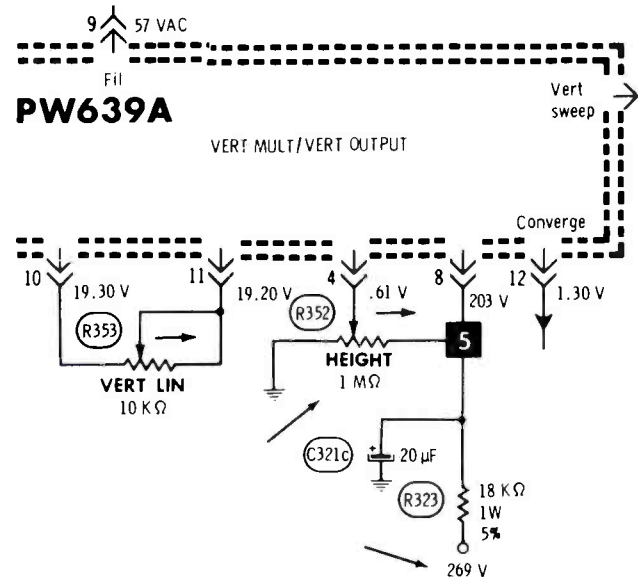 9 57 VAC
Fil
PW639A
Vert
sweep
VERT MULT/VERT OUTPUT
Converge
10 19.30 V
11 19.20 V
4 .61 V
8 203 V
12 1.30 V
R353
VERT LIN
10 KΩ
R352
HEIGHT
1 MΩ
5
C321c
+
20 µF
R323
18 KΩ
1W
5%
269 V